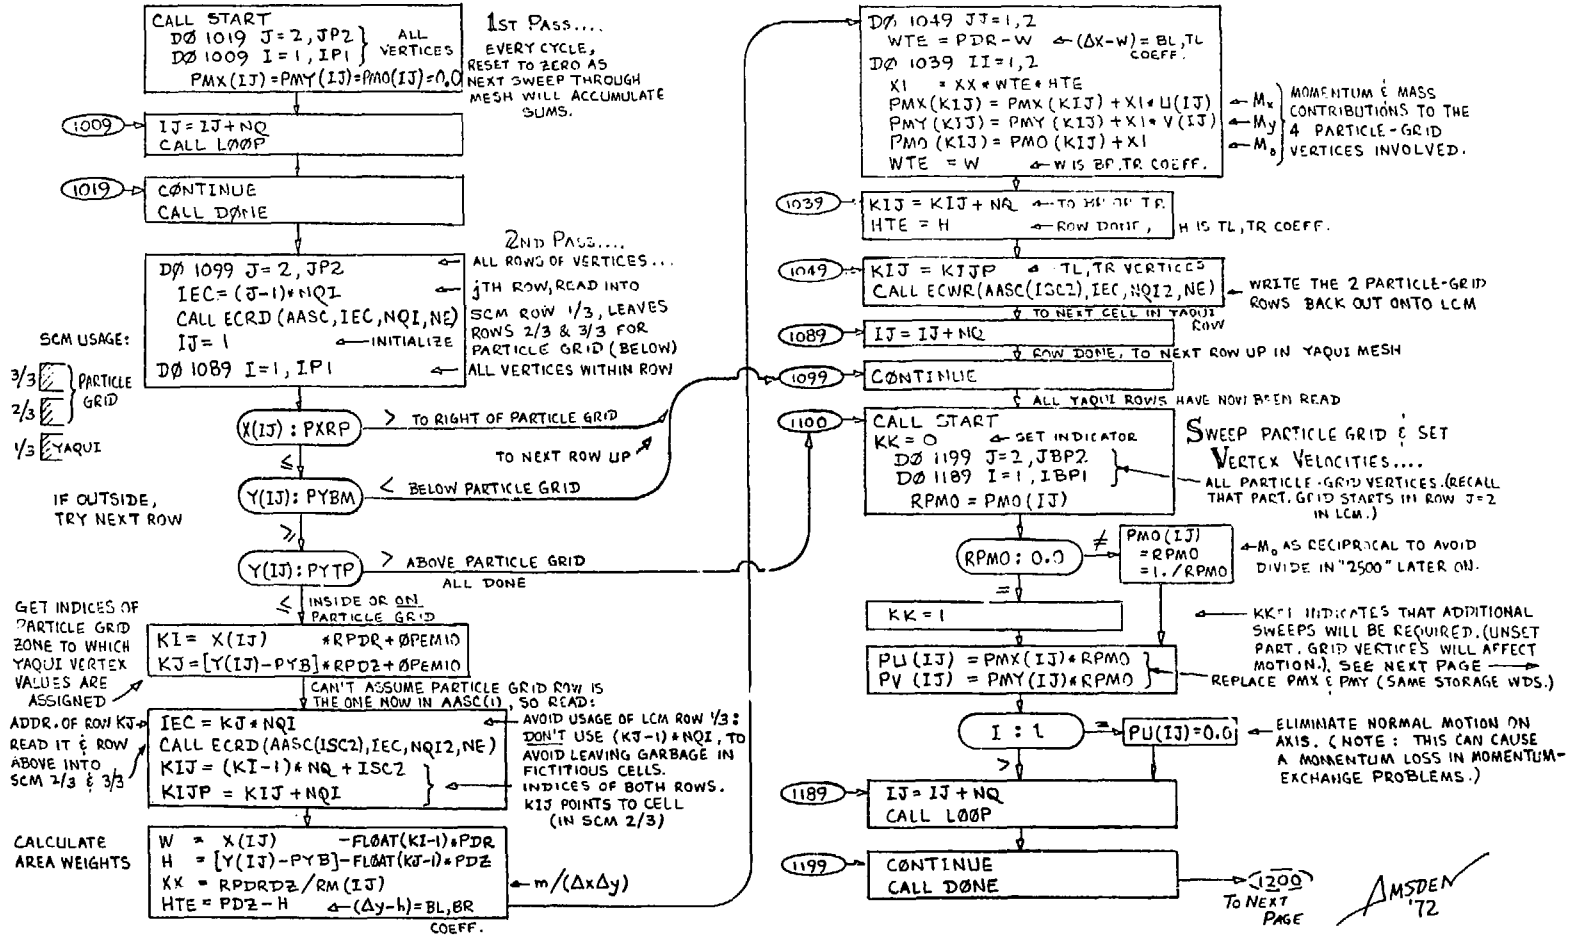 CALL START
DØ 1019 J=2, JP2
DØ 1009 I=1, IP1
ALL
VERTICES
PMX(IJ)=PMY(IJ)=PMO(IJ)=0.0
1ST PASS....
EVERY CYCLE,
RESET TO ZERO AS
NEXT SWEEP THROUGH
MESH WILL ACCUMULATE
SUMS.
1009
IJ=IJ+NQ
CALL LØØP
1019
CØNTINUE
CALL DØNE
2ND PASS....
DØ 1099 J=2, JP2
ALL ROWS OF VERTICES...
IEC=(J-1)*NQI
jTH ROW, READ INTO
CALL ECRD (AASC,IEC,NQI,NE)
SCM ROW 1/3, LEAVES
ROWS 2/3 & 3/3 FOR
IJ=1
INITIALIZE
PARTICLE GRID (BELOW)
DØ 1089 I=1, IP1
ALL VERTICES WITHIN ROW
SCM USAGE:
3/3
2/3
PARTICLE
GRID
1/3 YAQUI
X(IJ): PXRP
> TO RIGHT OF PARTICLE GRID
TO NEXT ROW UP
≤
Y(IJ): PYBM
< BELOW PARTICLE GRID
IF OUTSIDE,
TRY NEXT ROW
≥
Y(IJ): PYTP
> ABOVE PARTICLE GRID
ALL DONE
≤ INSIDE OR ON
PARTICLE GRID
GET INDICES OF
PARTICLE GRID
ZONE TO WHICH
YAQUI VERTEX
VALUES ARE
ASSIGNED
KI= X(IJ) *RPDR+ØPEM10
KJ=[Y(IJ)-PYB]*RPDZ+ØPEM10
CAN'T ASSUME PARTICLE GRID ROW IS
THE ONE NOW IN AASC(1), SO READ:
ADDR. OF ROW KJ
READ IT & ROW
ABOVE INTO
SCM 2/3 & 3/3
IEC=KJ*NQI
CALL ECRD(AASC(ISC2),IEC,NQI2,NE)
KIJ=(KI-1)*NQ+ISC2
KIJP = KIJ+NQI
AVOID USAGE OF LCM ROW 1/3:
DON'T USE (KJ-1)*NQI, TO
AVOID LEAVING GARBAGE IN
FICTITIOUS CELLS.
INDICES OF BOTH ROWS.
KIJ POINTS TO CELL
(IN SCM 2/3)
CALCULATE
AREA WEIGHTS
W = X(IJ) -FLØAT(KI-1)*PDR
H =[Y(IJ)-PYB]-FLØAT(KJ-1)*PDZ
XX = RPDRDZ/RM(IJ)
m/(ΔxΔy)
HTE=PDZ-H
(Δy-h)=BL,BR
COEFF.
DØ 1049 JJ=1,2
WTE=PDR-W
(Δx-W)=BL,TL
COEFF.
DØ 1039 II=1,2
X1 = XX*WTE*HTE
PMX(KIJ)=PMX(KIJ)+X1*U(IJ)
PMY(KIJ)=PMY(KIJ)+X1*V(IJ)
PMO(KIJ)=PMO(KIJ)+X1
WTE = W
W IS BR,TR COEFF.
Mx
My
Mo
MOMENTUM & MASS
CONTRIBUTIONS TO THE
4 PARTICLE-GRID
VERTICES INVOLVED.
1039
KIJ=KIJ+NQ
TO BR OR TR
HTE=H
ROW DONE, H IS TL,TR COEFF.
1049
KIJ=KIJP
TL,TR VERTICES
CALL ECWR(AASC(ISC2),IEC,NQI2,NE)
WRITE THE 2 PARTICLE-GRID
ROWS BACK OUT ONTO LCM
TO NEXT CELL IN YAQUI
ROW
1089
IJ=IJ+NQ
ROW DONE, TO NEXT ROW UP IN YAQUI MESH
1099
CØNTINUE
ALL YAQUI ROWS HAVE NOW BEEN READ
1100
CALL START
KK=0
SET INDICATOR
DØ 1199 J=2, JBP2
DØ 1189 I=1, IBP1
RPMO=PMO(IJ)
SWEEP PARTICLE GRID & SET
VERTEX VELOCITIES....
ALL PARTICLE-GRID VERTICES.(RECALL
THAT PART. GRID STARTS IN ROW J=2
IN LCM.)
RPMO: 0.0
≠
PMO(IJ)
=RPMO
=1./RPMO
Mo AS RECIPROCAL TO AVOID
DIVIDE IN "2500" LATER ON.
=
KK=1
KK=1 INDICATES THAT ADDITIONAL
SWEEPS WILL BE REQUIRED.(UNSET
PART. GRID VERTICES WILL AFFECT
MOTION.). SEE NEXT PAGE
PU(IJ)=PMX(IJ)*RPMO
PV(IJ)=PMY(IJ)*RPMO
REPLACE PMX & PMY (SAME STORAGE WDS.)
I : 1
=
PU(IJ)=0.0
ELIMINATE NORMAL MOTION ON
AXIS. (NOTE: THIS CAN CAUSE
A MOMENTUM LOSS IN MOMENTUM-
EXCHANGE PROBLEMS.)
>
1189
IJ=IJ+NQ
CALL LØØP
1199
CØNTINUE
CALL DØNE
1200
TO NEXT
PAGE
AMSDEN
'72